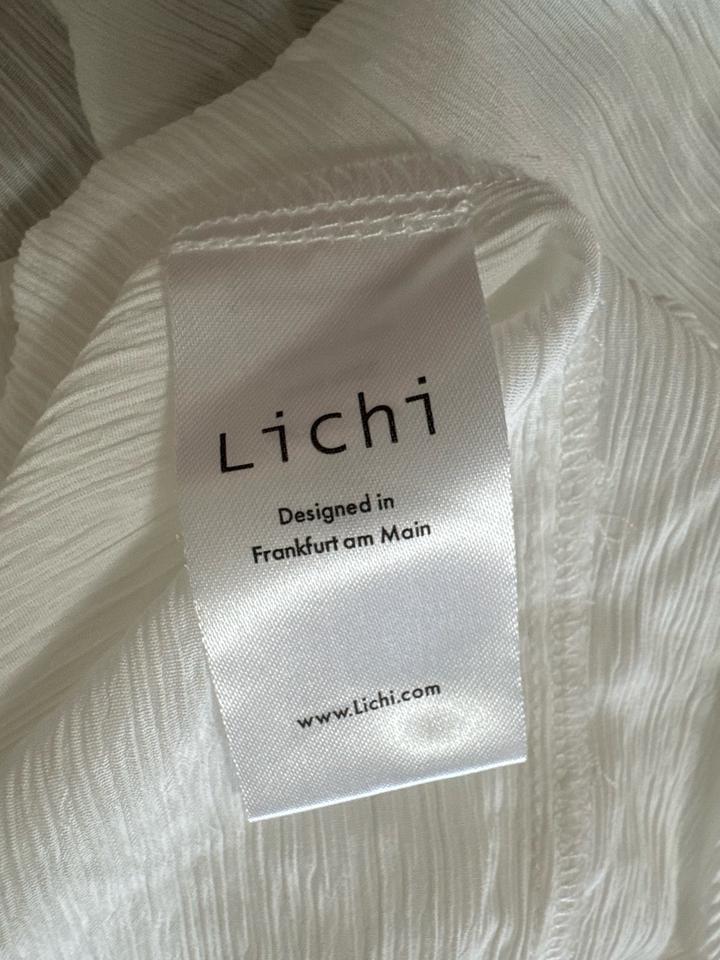 Lichi
Designed in
Frankfurt am Main
www.Lichi.com